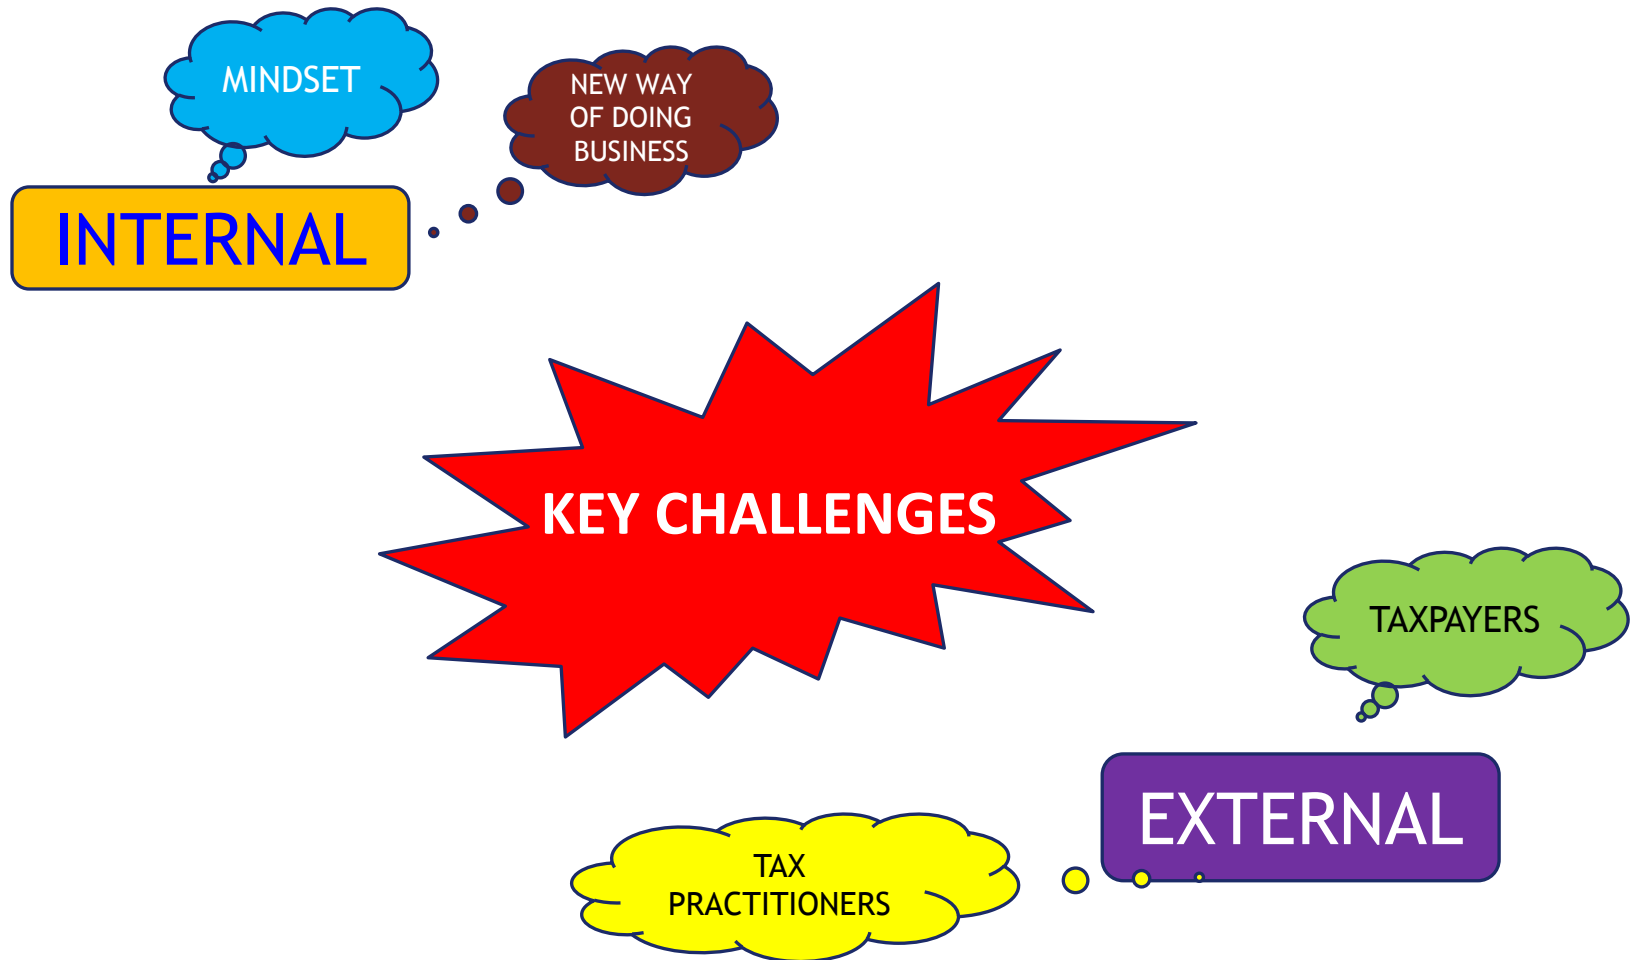 MINDSET
NEW WAY
OF DOING
BUSINESS
INTERNAL
KEY CHALLENGES
TAXPAYERS
EXTERNAL
TAX
PRACTITIONERS